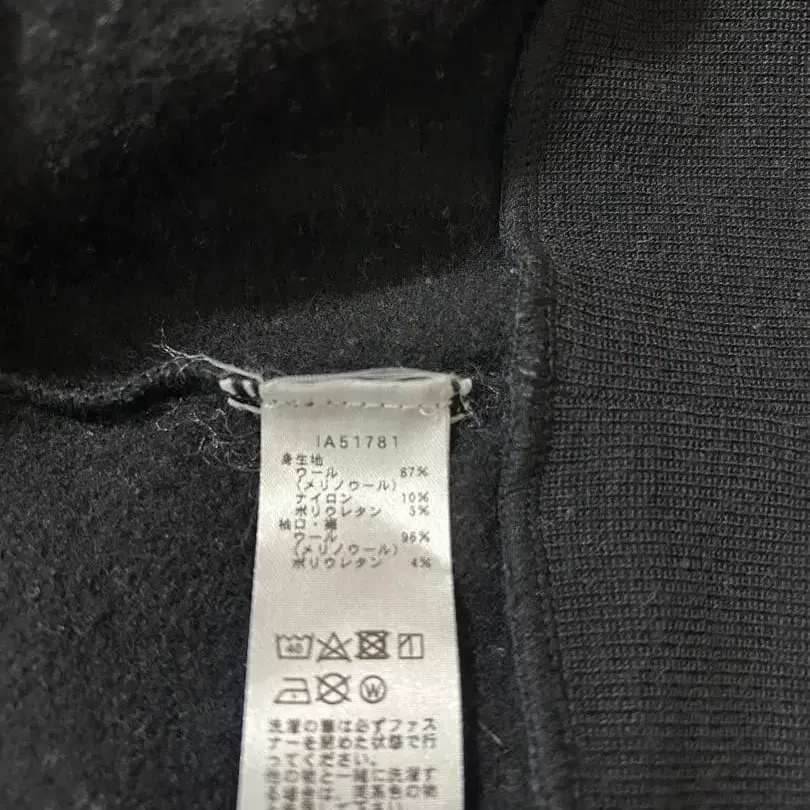 IA51781
身生地
ウール 87%
(メリノウール)
ナイロン 10%
ポリウレタン 3%
袖口・裾
ウール 96%
(メリノウール)
ポリウレタン 4%
40
W
洗濯の際は必ずファス
ナーを閉めた状態で行
ってください。
他の物と一緒に洗濯す
る場合は、同系色の物